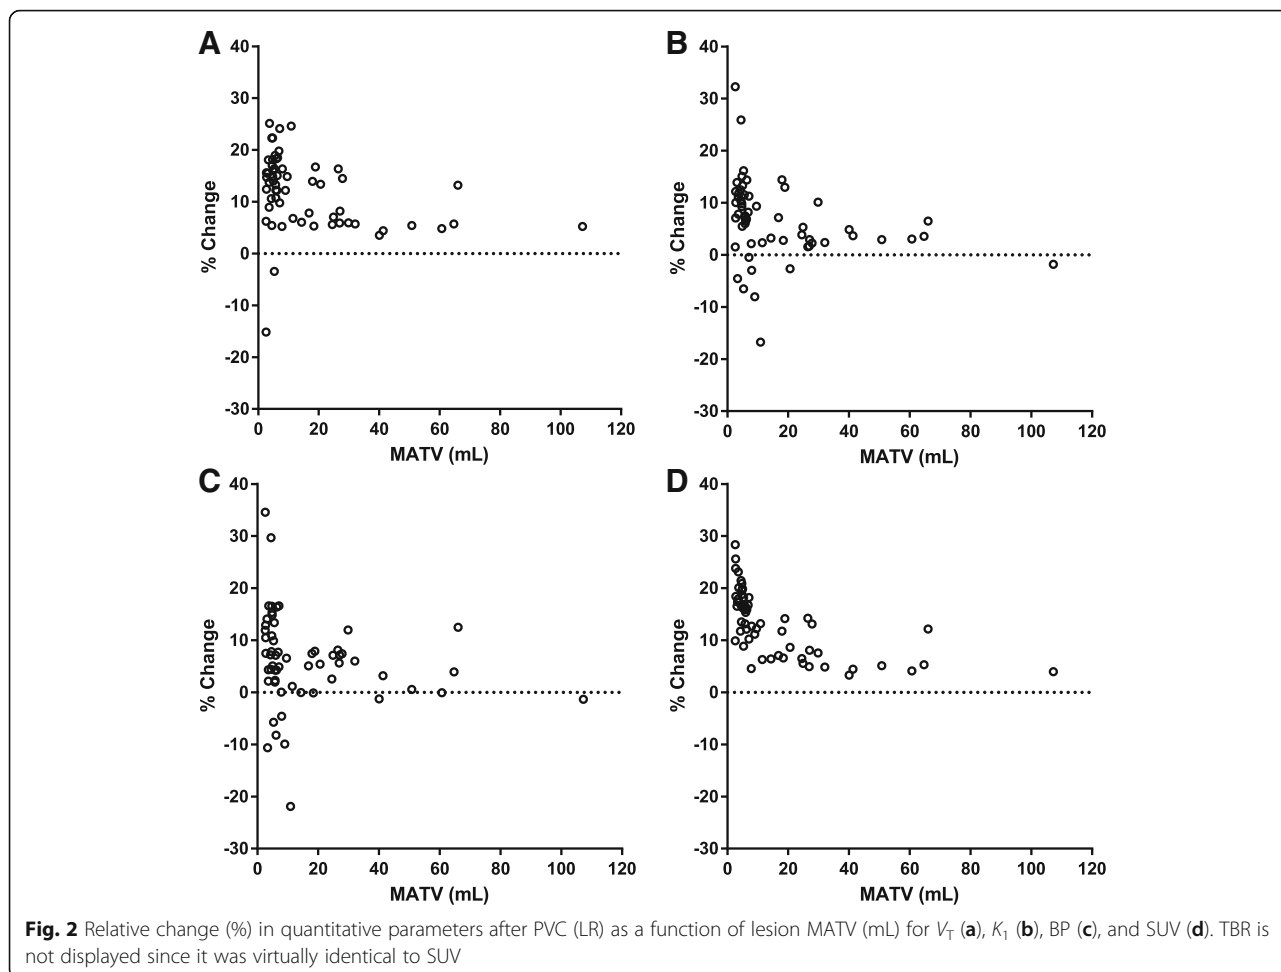 A
40
30
20
10
0
-10
-20
-30
% Change
0 20 40 60 80 100 120
MATV (mL)
B
40
30
20
10
0
-10
-20
-30
% Change
0 20 40 60 80 100 120
MATV (mL)
C
40
30
20
10
0
-10
-20
-30
% Change
0 20 40 60 80 100 120
MATV (mL)
D
40
30
20
10
0
-10
-20
-30
% Change
0 20 40 60 80 100 120
MATV (mL)
Fig. 2 Relative change (%) in quantitative parameters after PVC (LR) as a function of lesion MATV (mL) for V_T (a), K_1 (b), BP (c), and SUV (d). TBR is
not displayed since it was virtually identical to SUV